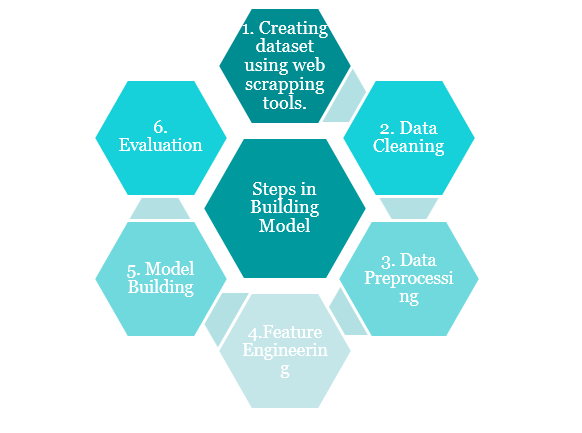 1. Creating
dataset
using web
scrapping
tools.
2. Data
Cleaning
3. Data
Preprocessi
ng
4.Feature
Engineerin
g
5. Model
Building
6.
Evaluation
Steps in
Building
Model